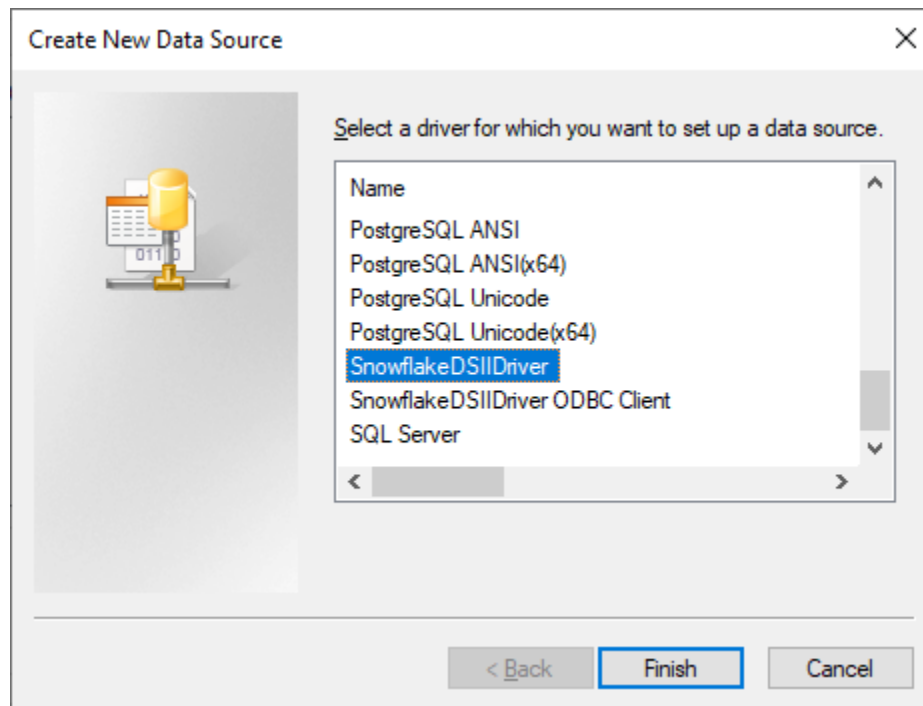 Create New Data Source
Select a driver for which you want to set up a data source.
Name
PostgreSQL ANSI
PostgreSQL ANSI(x64)
PostgreSQL Unicode
PostgreSQL Unicode(x64)
SnowflakeDSIIDriver
SnowflakeDSIIDriver ODBC Client
SQL Server
< Back
Finish
Cancel